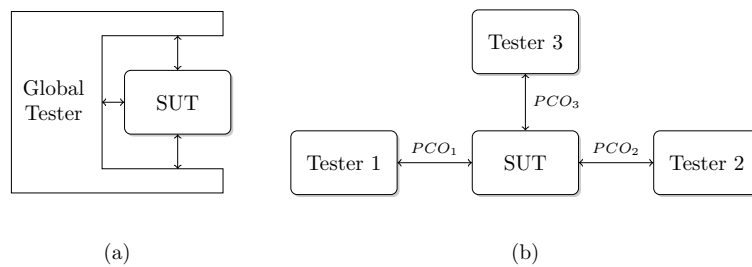 Global
Tester
SUT
(a)
Tester 3
PCO₃
Tester 1
PCO₁
SUT
PCO₂
Tester 2
(b)